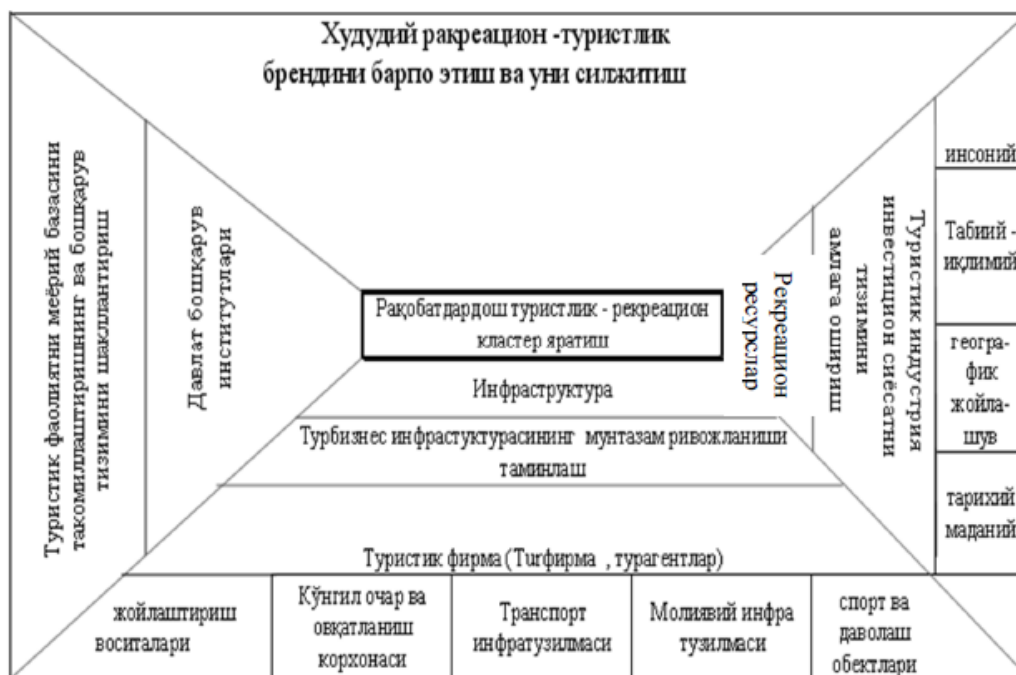 Худудий ракреацион -туристлик
брендини барпо этиш ва уни силжитиш
Туристик фаолиятни меёрий базасини
такомиллаштиришнинг ва бошқарув
тизимини шакллантириш
Давлат бошқарув
институтлари
Рақобатдардош туристлик - рекреацион
кластер яратиш
Рекреацион
ресурслар
Туристик индустрия
инвестицион сиёсатни
тизимини
амлага ошириш
инсоний
Табиий -
иқлимий
геогра-
фик
жойла-
шув
тарихий
маданий
Инфраструктура
Турбизнес инфрастуктурасининг мунтазам ривожланиши
таминлаш
Туристик фирма (Turфирма , турагентлар)
жойлаштириш
воситалари
Кўнгил очар ва
овқатланиш
корхонаси
Транспорт
инфратузилмаси
Молиявий инфра
тузилмаси
спорт ва
даволаш
обектлари